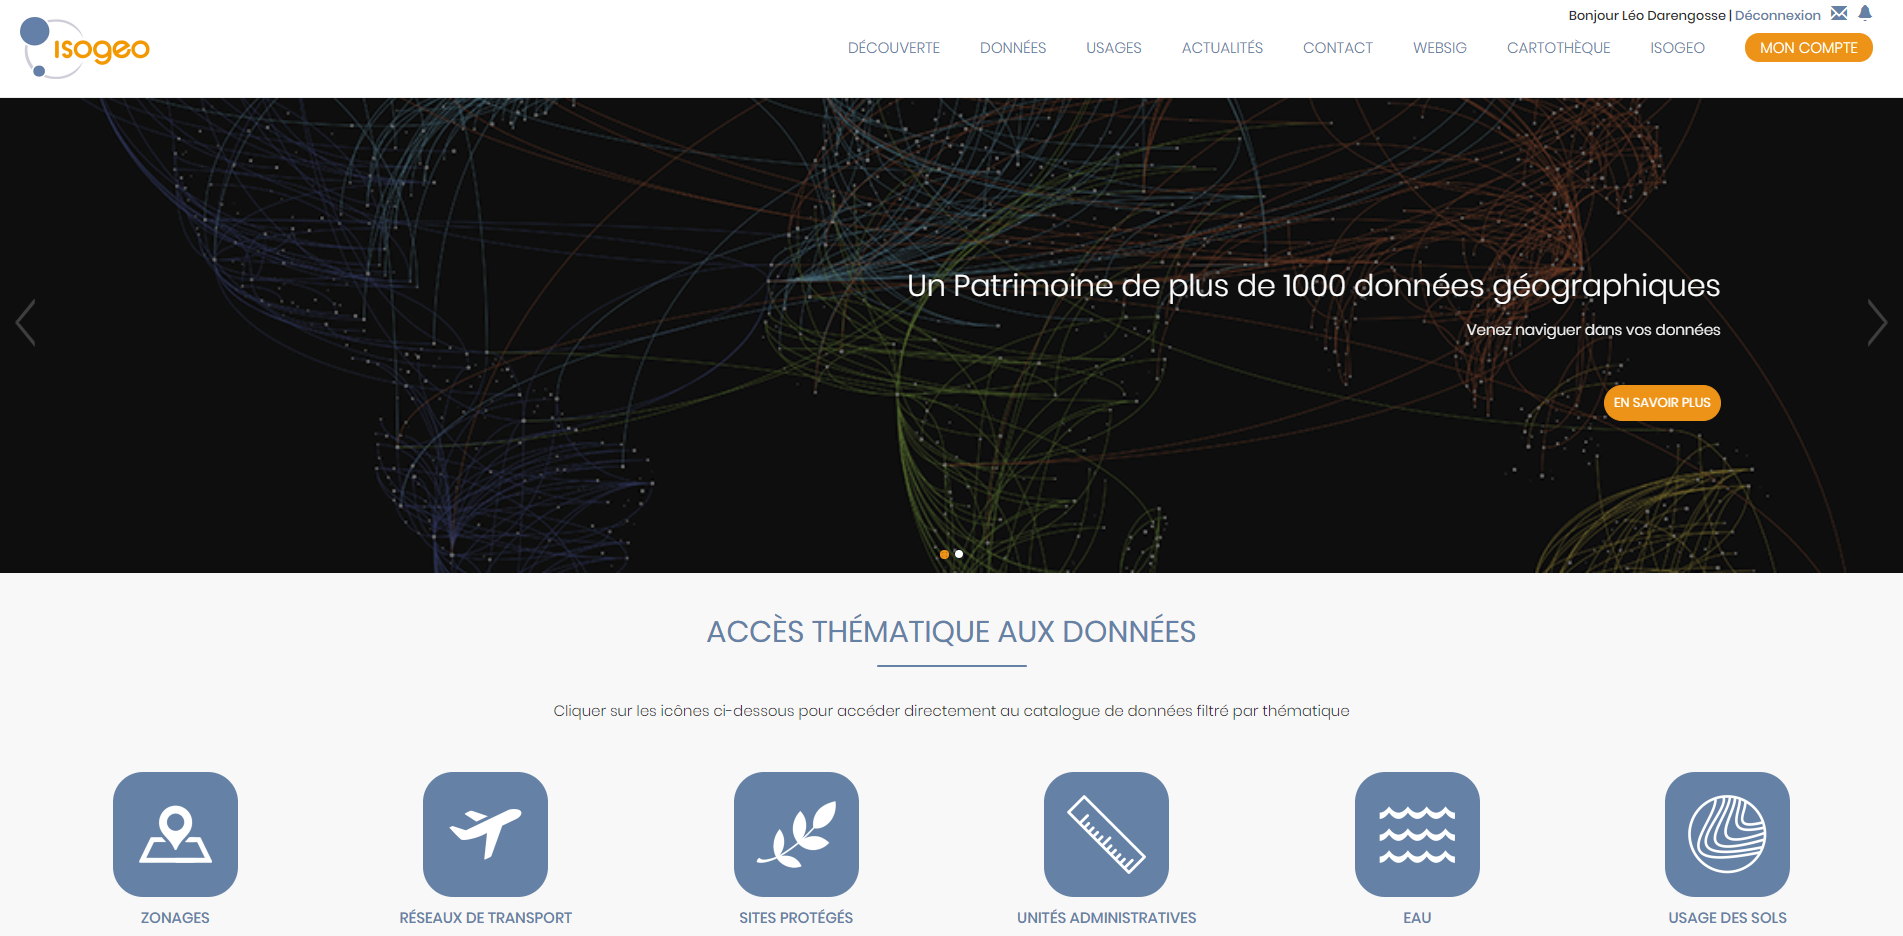 Bonjour Léo Darengosse | Déconnexion
isogeo
DÉCOUVERTE DONNÉES USAGES ACTUALITÉS CONTACT WEBSIG CARTOTHÈQUE ISOGEO MON COMPTE
Un Patrimoine de plus de 1000 données géographiques
Venez naviguer dans vos données
EN SAVOIR PLUS
ACCÈS THÉMATIQUE AUX DONNÉES
Cliquer sur les icônes ci-dessous pour accéder directement au catalogue de données filtré par thématique
ZONAGES RÉSEAUX DE TRANSPORT SITES PROTÉGÉS UNITÉS ADMINISTRATIVES EAU USAGE DES SOLS